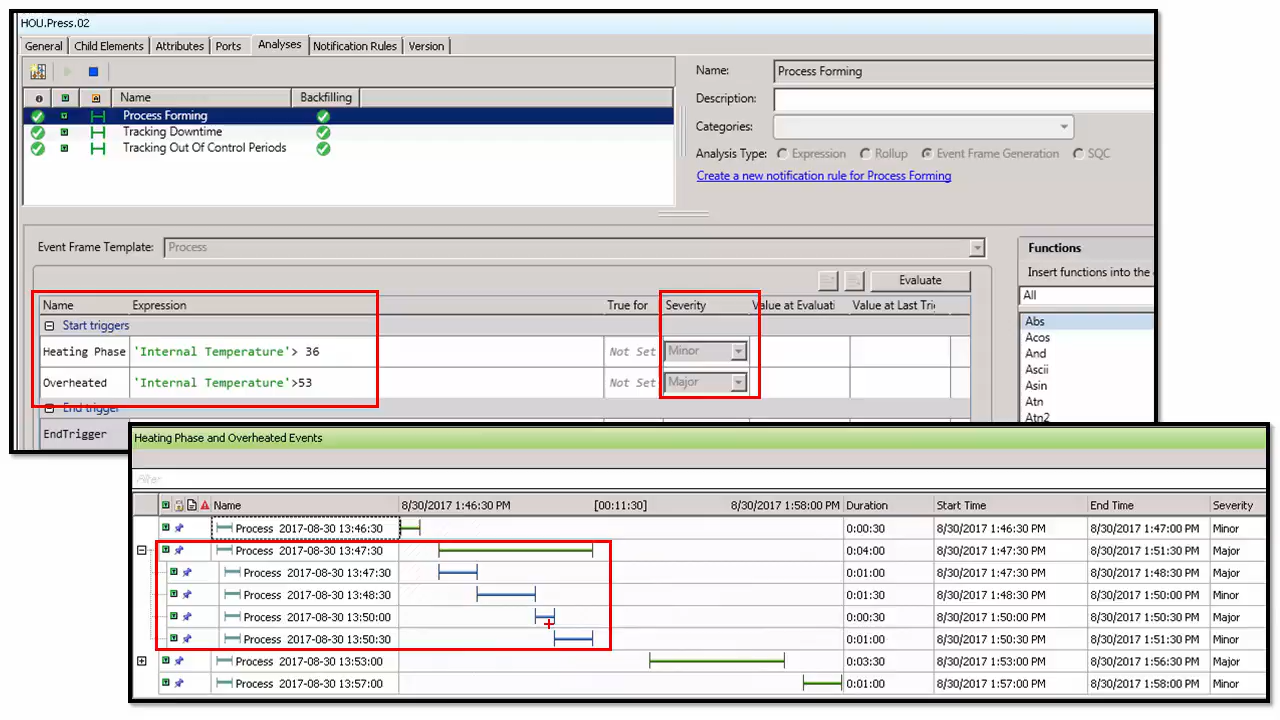 HOU.Press.02
General Child Elements Attributes Ports Analyses Notification Rules Version
Name Backfilling
Process Forming
Tracking Downtime
Tracking Out Of Control Periods
Name: Process Forming
Description:
Categories:
Analysis Type: Expression Rollup Event Frame Generation SQC
Create a new notification rule for Process Forming
Event Frame Template: Process
Evaluate
Name Expression True for Severity Value at Evaluati Value at Last Tri
Start triggers
Heating Phase 'Internal Temperature'> 36 Not Set Minor
Overheated 'Internal Temperature'>53 Not Set Major
End trigger
EndTrigger
Functions
Insert functions into the
All
Abs
Acos
And
Ascii
Asin
Atn
Atn2
Heating Phase and Overheated Events
Filter
Name 8/30/2017 1:46:30 PM [00:11:30] 8/30/2017 1:58:00 PM Duration Start Time End Time Severity
Process 2017-08-30 13:46:30 0:00:30 8/30/2017 1:46:30 PM 8/30/2017 1:47:00 PM Minor
Process 2017-08-30 13:47:30 0:04:00 8/30/2017 1:47:30 PM 8/30/2017 1:51:30 PM Major
Process 2017-08-30 13:47:30 0:01:00 8/30/2017 1:47:30 PM 8/30/2017 1:48:30 PM Minor
Process 2017-08-30 13:48:30 0:01:30 8/30/2017 1:48:30 PM 8/30/2017 1:50:00 PM Major
Process 2017-08-30 13:50:00 0:00:30 8/30/2017 1:50:00 PM 8/30/2017 1:50:30 PM Minor
Process 2017-08-30 13:50:30 0:01:00 8/30/2017 1:50:30 PM 8/30/2017 1:51:30 PM Major
Process 2017-08-30 13:53:00 0:03:30 8/30/2017 1:53:00 PM 8/30/2017 1:56:30 PM Major
Process 2017-08-30 13:57:00 0:01:00 8/30/2017 1:57:00 PM 8/30/2017 1:58:00 PM Minor